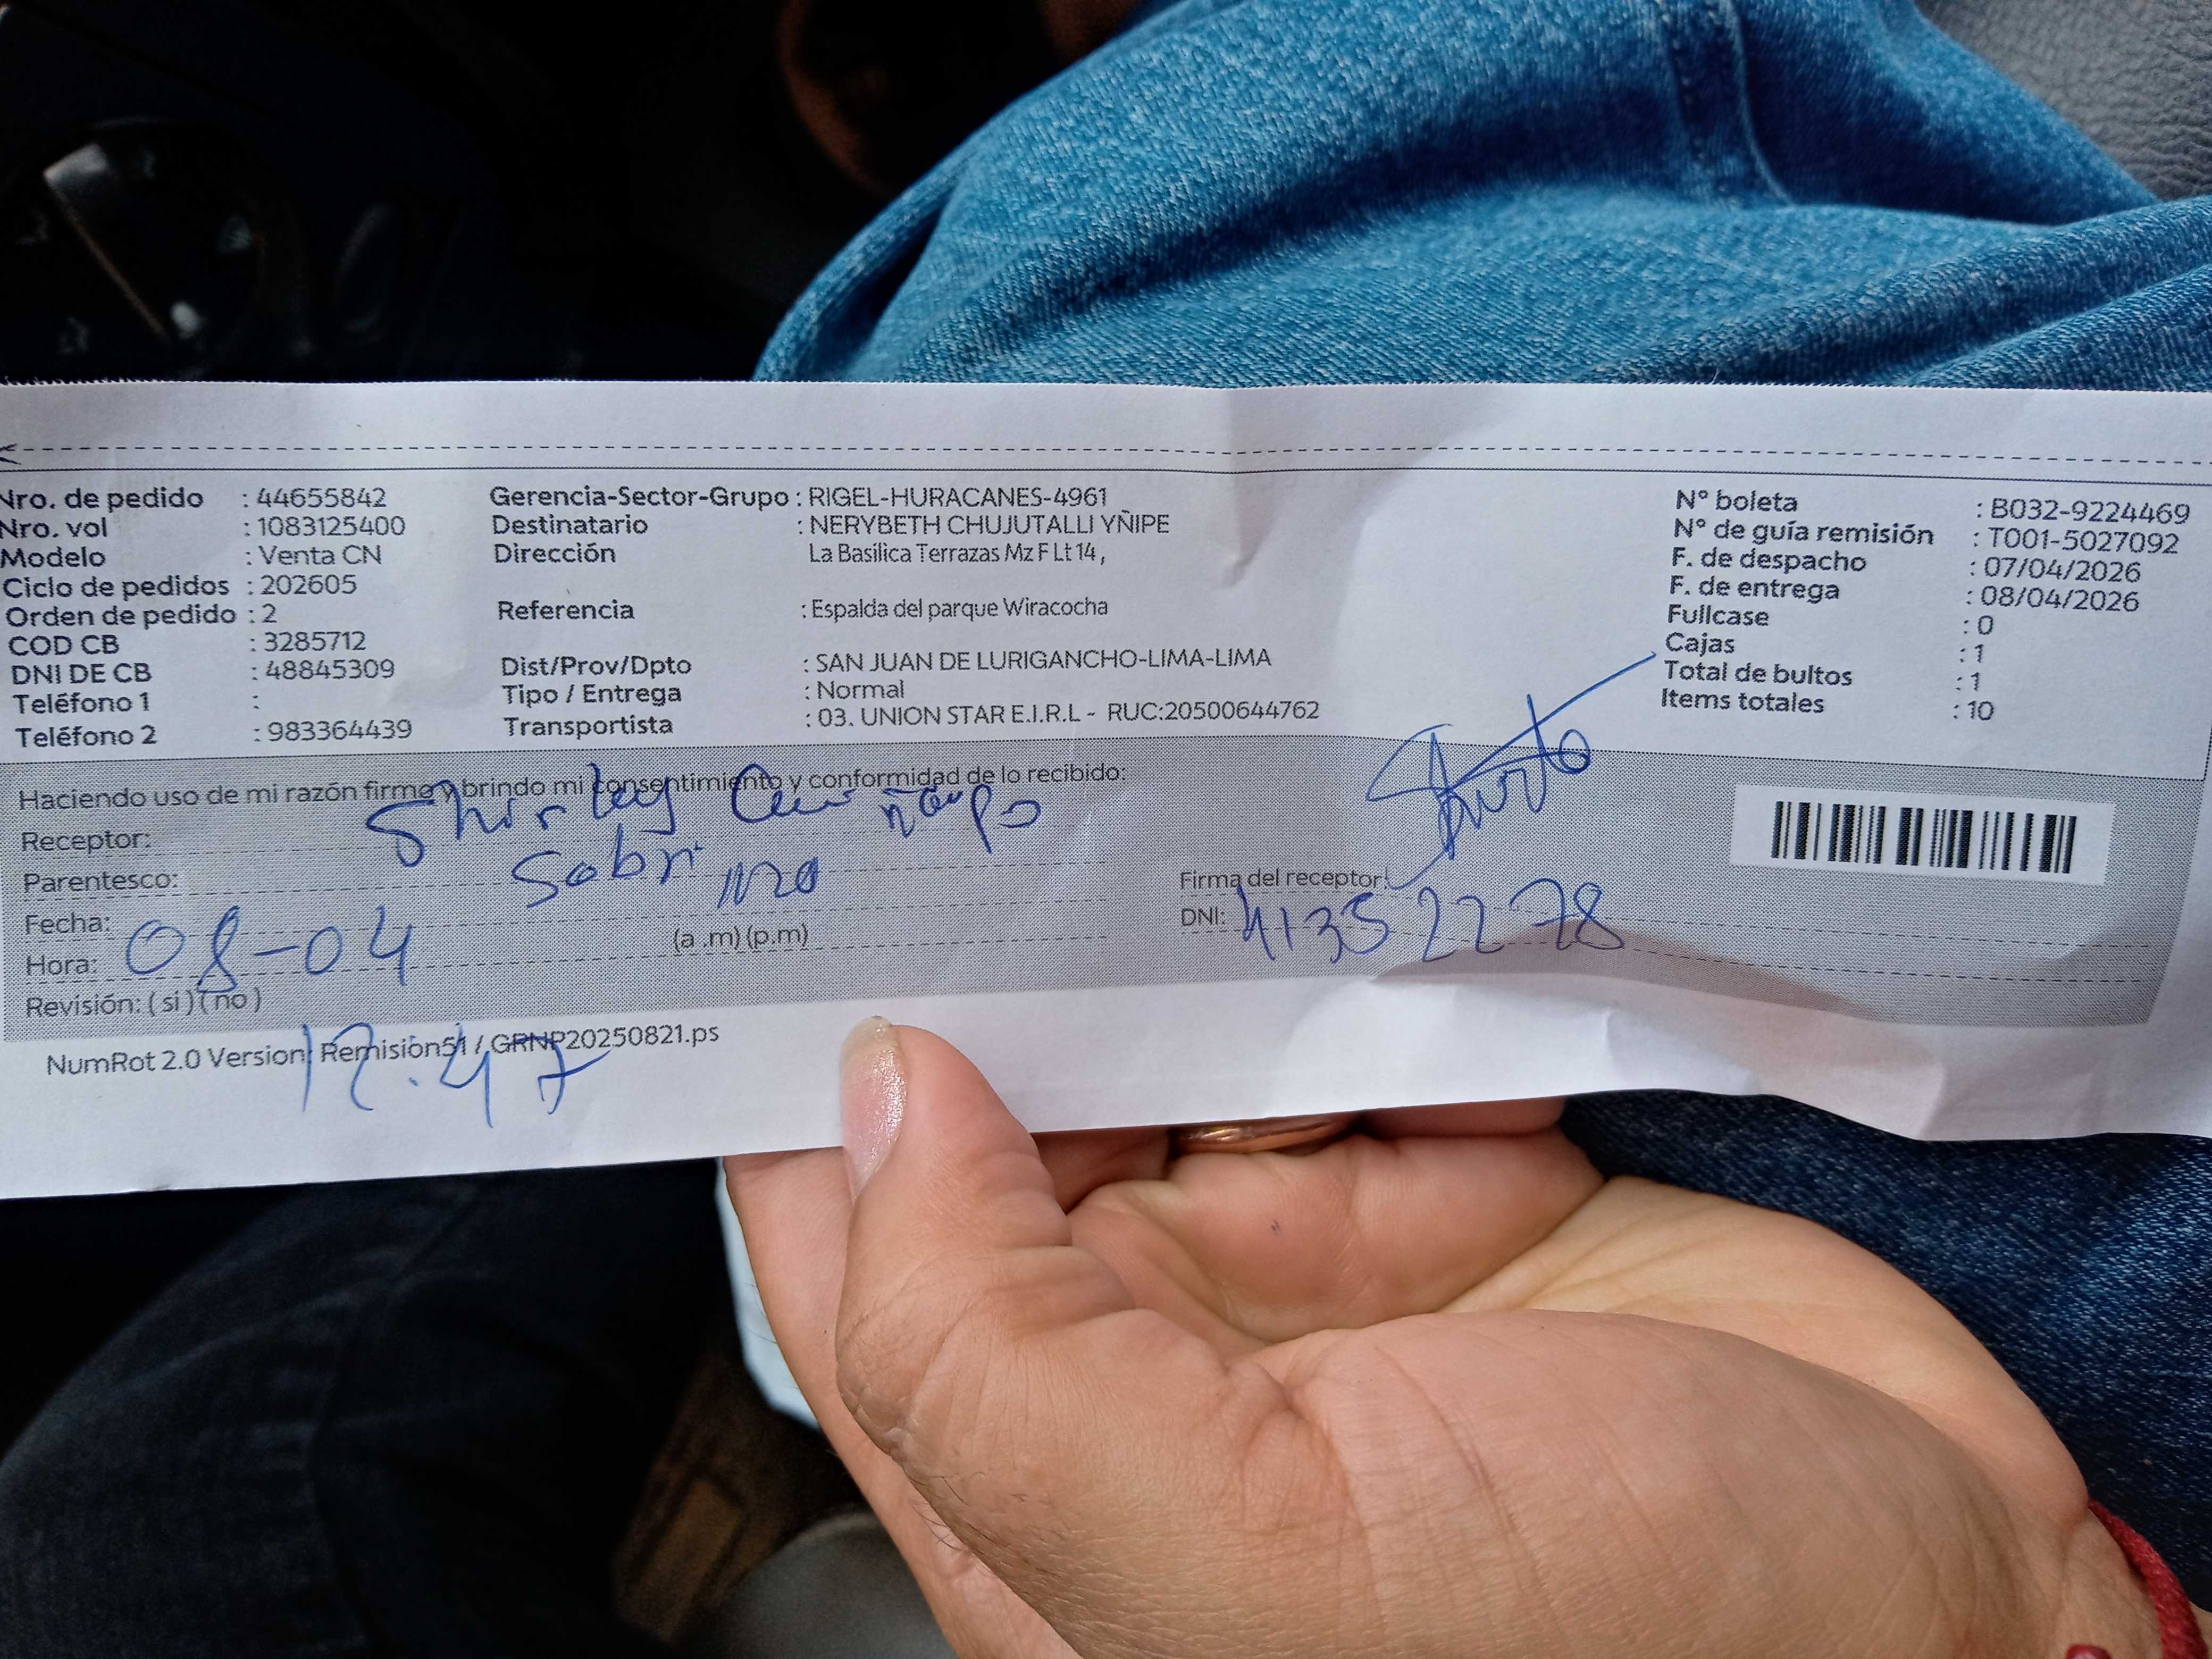 Nro. de pedido : 44655842
Nro. vol : 1083125400
Modelo : Venta CN
Ciclo de pedidos : 202605
Orden de pedido : 2
COD CB : 3285712
DNI DE CB : 48845309
Teléfono 1 :
Teléfono 2 : 983364439
Gerencia-Sector-Grupo : RIGEL-HURACANES-4961
Destinatario : NERYBETH CHUJUTALLI YÑIPE
Dirección La Basilica Terrazas Mz F Lt 14 ,
Referencia : Espalda del parque Wiracocha
Dist/Prov/Dpto : SAN JUAN DE LURIGANCHO-LIMA-LIMA
Tipo / Entrega : Normal
Transportista : 03. UNION STAR E.I.R.L - RUC:20500644762
N° boleta : B032-9224469
N° de guía remisión : T001-5027092
F. de despacho : 07/04/2026
F. de entrega : 08/04/2026
Fullcase : 0
Cajas : 1
Total de bultos : 1
Items totales : 10
Haciendo uso de mi razón firmo y brindo mi consentimiento y conformidad de lo recibido:
Receptor: Shirley
Parentesco: Sobrina
Fecha: 08-04
Hora: (a .m) (p.m)
Revisión: ( si ) ( no )
12.47
Firma del receptor:
DNI: 41352278
NumRot 2.0 Version: Remisión51 / GRNP20250821.ps